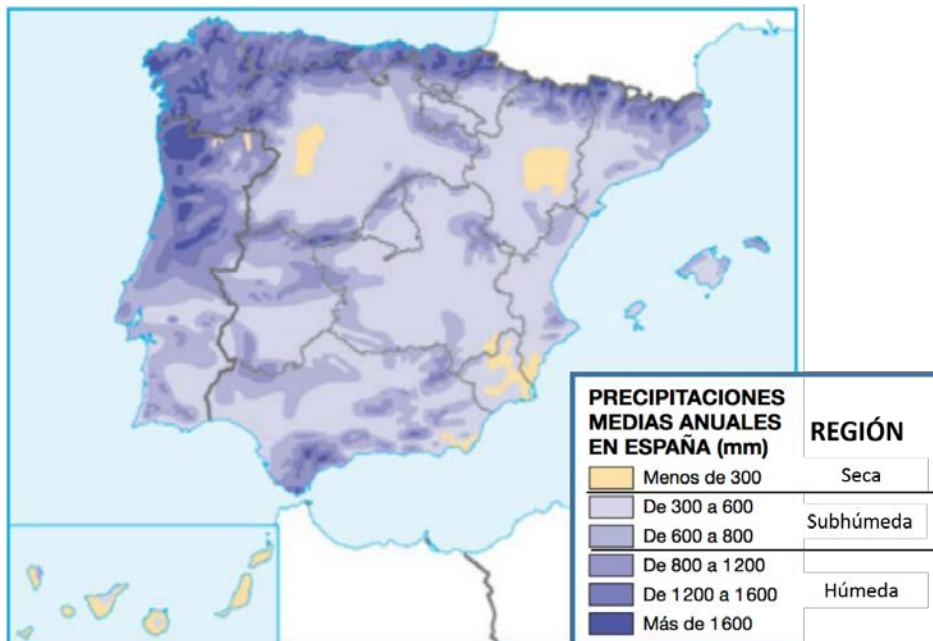 PRECIPITACIONES
MEDIAS ANUALES
EN ESPAÑA (mm)
REGIÓN
Menos de 300
Seca
De 300 a 600
Subhúmeda
De 600 a 800
De 800 a 1200
De 1200 a 1600
Húmeda
Más de 1600